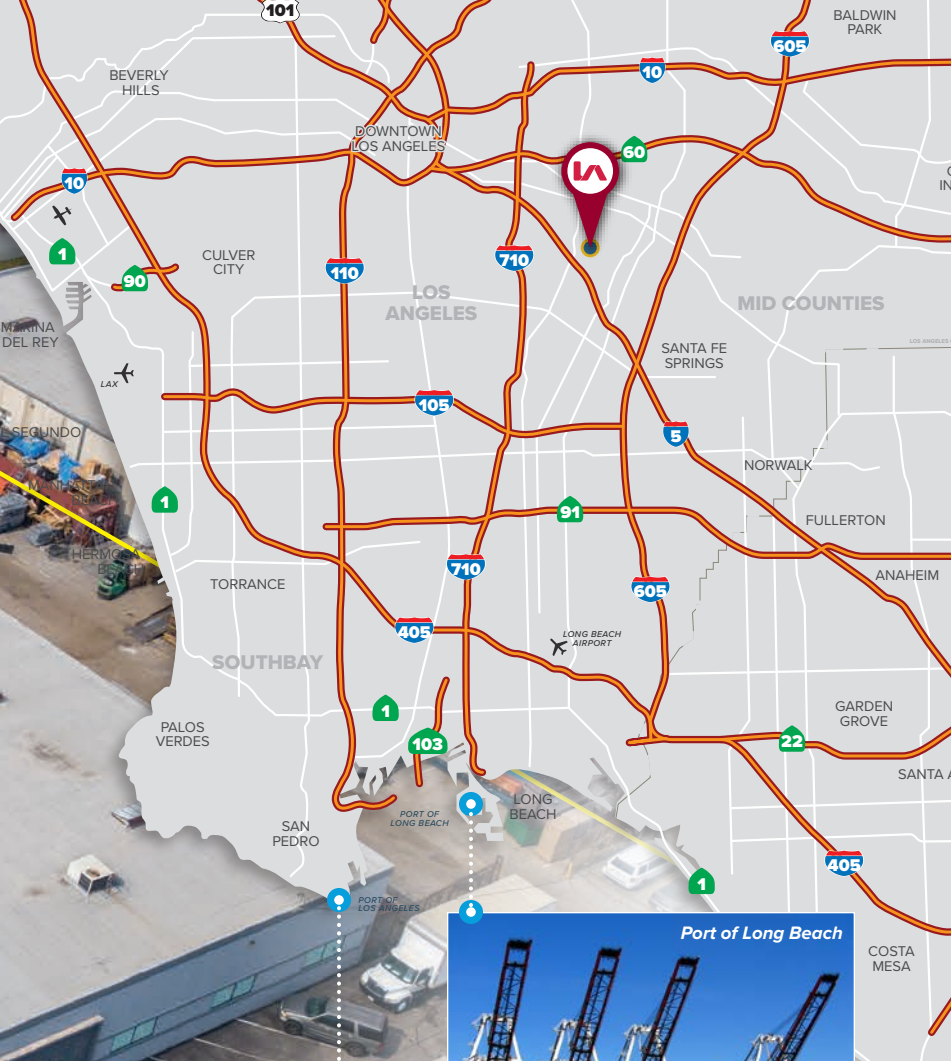 101
BALDWIN
PARK
605
10
BEVERLY
HILLS
DOWNTOWN
LOS ANGELES
60
10
1
CULVER
CITY
90
110
710
LOS
ANGELES
MID COUNTIES
MARINA
DEL REY
SANTA FE
SPRINGS
LAX
105
5
SEGUNDO
NORWALK
1
91
FULLERTON
HERMOSA
BEACH
710
ANAHEIM
TORRANCE
605
405
LONG BEACH
AIRPORT
SOUTHBAY
1
GARDEN
GROVE
PALOS
VERDES
103
22
SANTA A
LONG
BEACH
PORT OF
LONG BEACH
SAN
PEDRO
405
1
PORT OF
LOS ANGELES
Port of Long Beach
COSTA
MESA